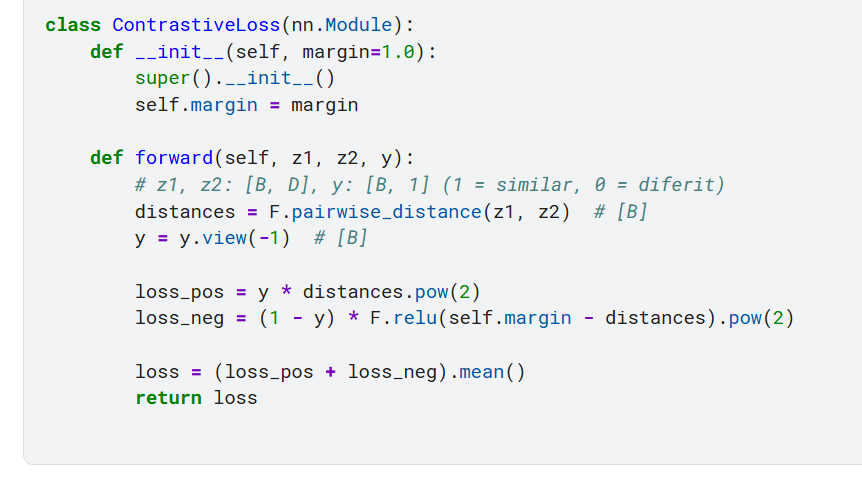 class ContrastiveLoss(nn.Module):
    def __init__(self, margin=1.0):
        super().__init__()
        self.margin = margin
    def forward(self, z1, z2, y):
        # z1, z2: [B, D], y: [B, 1] (1 = similar, 0 = diferit)
        distances = F.pairwise_distance(z1, z2)  # [B]
        y = y.view(-1)  # [B]
        loss_pos = y * distances.pow(2)
        loss_neg = (1 - y) * F.relu(self.margin - distances).pow(2)
        loss = (loss_pos + loss_neg).mean()
        return loss